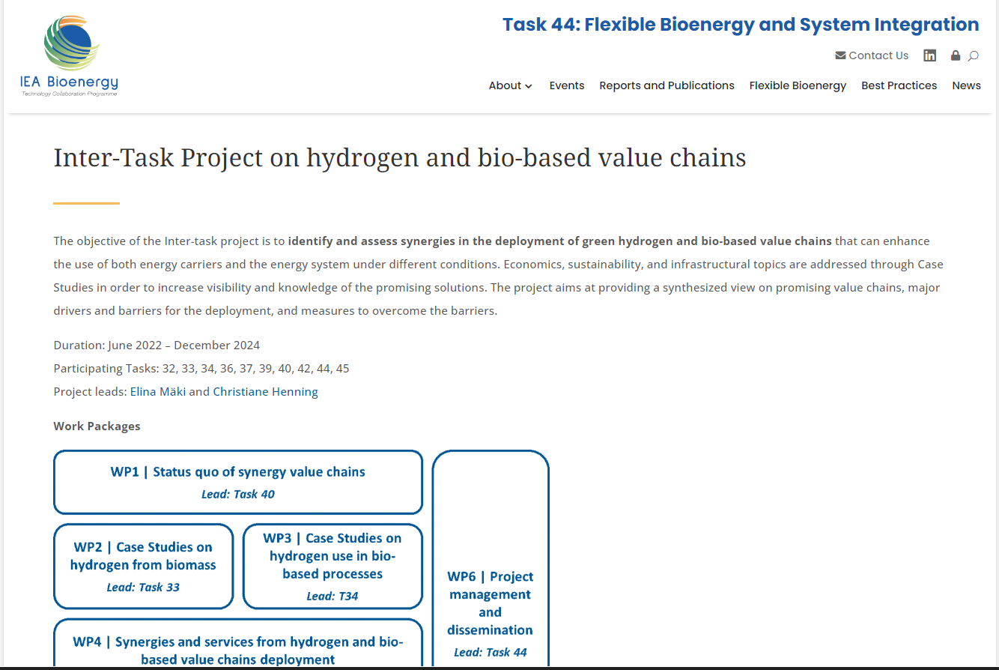 IEA Bioenergy
Technology Collaboration Programme
Task 44: Flexible Bioenergy and System Integration
Contact Us
in
About
Events
Reports and Publications
Flexible Bioenergy
Best Practices
News
Inter-Task Project on hydrogen and bio-based value chains
The objective of the Inter-task project is to identify and assess synergies in the deployment of green hydrogen and bio-based value chains that can enhance
the use of both energy carriers and the energy system under different conditions. Economics, sustainability, and infrastructural topics are addressed through Case
Studies in order to increase visibility and knowledge of the promising solutions. The project aims at providing a synthesized view on promising value chains, major
drivers and barriers for the deployment, and measures to overcome the barriers.
Duration: June 2022 – December 2024
Participating Tasks: 32, 33, 34, 36, 37, 39, 40, 42, 44, 45
Project leads: Elina Mäki and Christiane Henning
Work Packages
WP1 | Status quo of synergy value chains
Lead: Task 40
WP2 | Case Studies on
hydrogen from biomass
Lead: Task 33
WP3 | Case Studies on
hydrogen use in bio-
based processes
Lead: T34
WP4 | Synergies and services from hydrogen and bio-
based value chains deployment
WP6 | Project
management
and
dissemination
Lead: Task 44